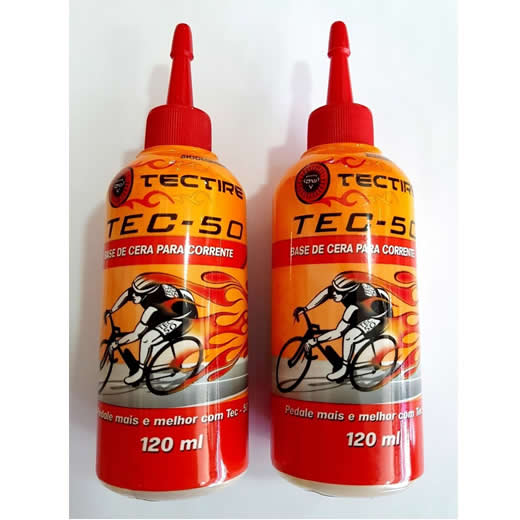 TECTIRE
TEC-50
BASE DE CERA PARA CORRENTE
Pedale mais e melhor com Tec - 50
120 ml
TECTIRE
TEC-50
BASE DE CERA PARA CORRENTE
Pedale mais e melhor com Tec
120 ml